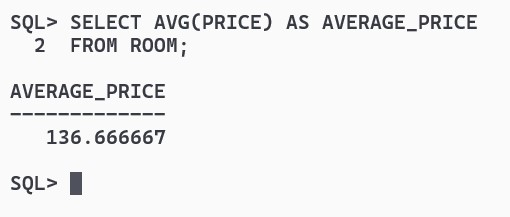 SQL> SELECT AVG(PRICE) AS AVERAGE_PRICE
  2  FROM ROOM;
AVERAGE_PRICE
-------------
   136.666667
SQL>